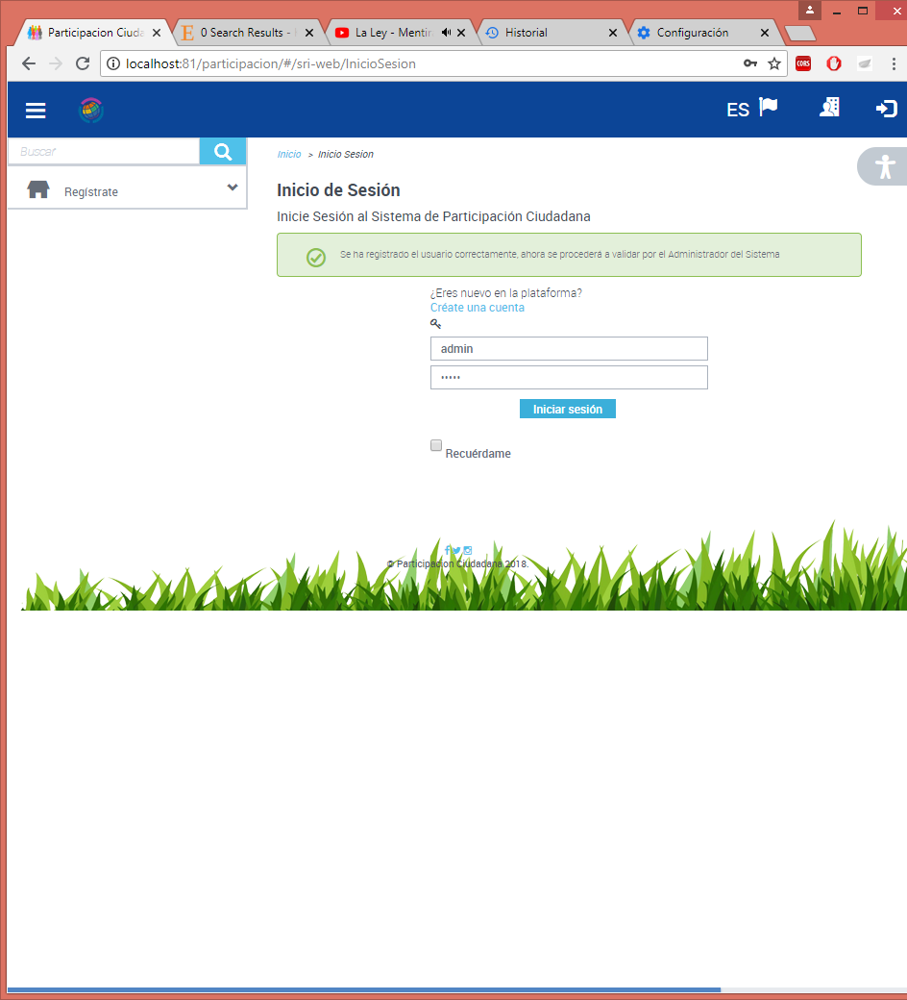 Participacion Ciuda
0 Search Results -
La Ley - Mentir
Historial
Configuración
localhost:81/participacion/#/sri-web/InicioSesion
CORS
ES
Buscar
Regístrate
Inicio > Inicio Sesion
Inicio de Sesión
Inicie Sesión al Sistema de Participación Ciudadana
Se ha registrado el usuario correctamente, ahora se procederá a validar por el Administrador del Sistema
¿Eres nuevo en la plataforma?
Créate una cuenta
admin
•••••
Iniciar sesión
Recuérdame
© Participacion Ciudadana 2018.